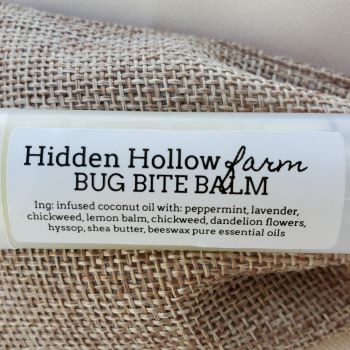 Hidden Hollow farm
BUG BITE BALM
Ing: infused coconut oil with: peppermint, lavender,
chickweed, lemon balm, chickweed, dandelion flowers,
hyssop, shea butter, beeswax pure essential oils